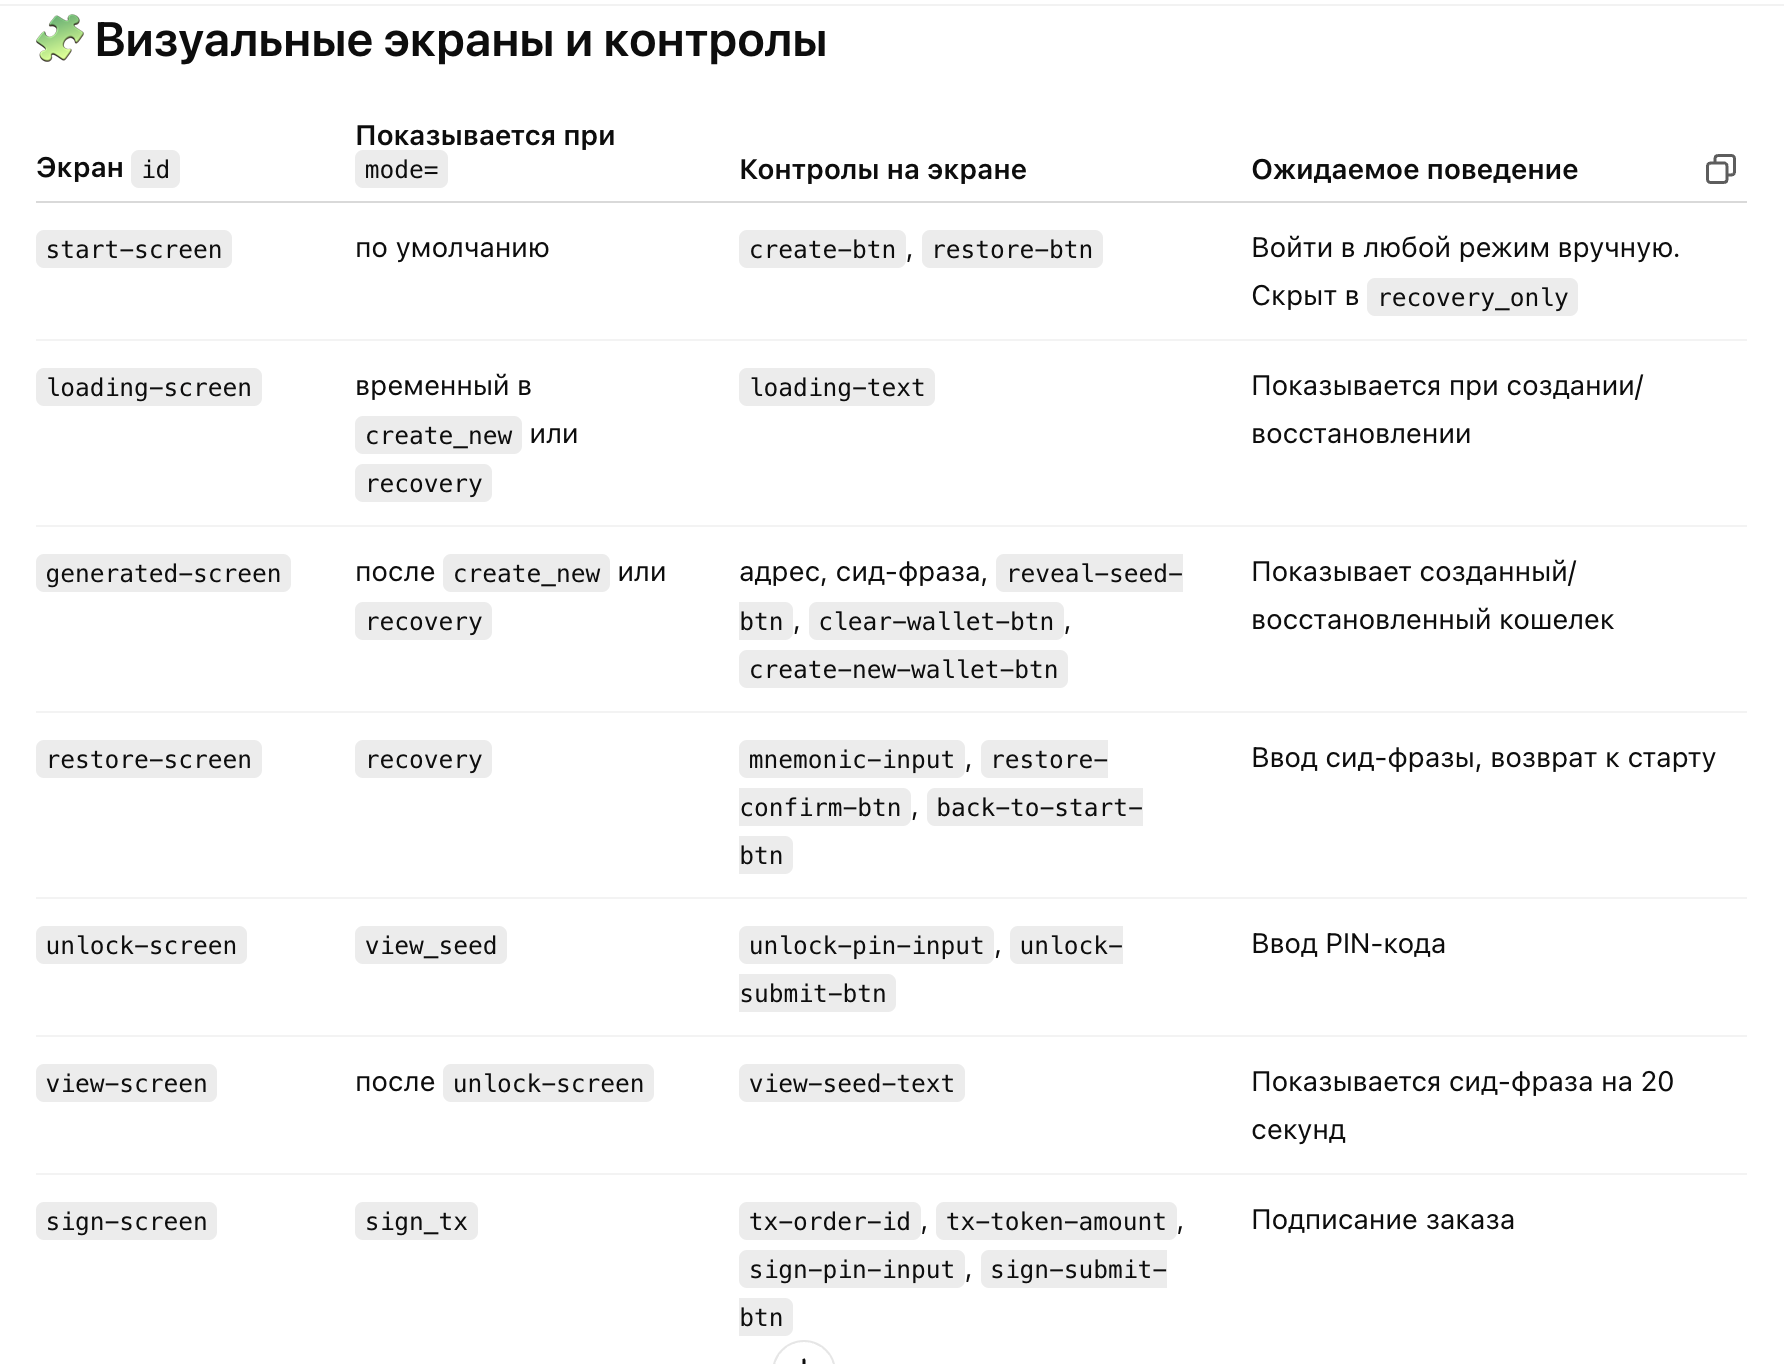 Визуальные экраны и контролы
Экран id
Показывается при
mode=
Контролы на экране
Ожидаемое поведение
start-screen
по умолчанию
create-btn, restore-btn
Войти в любой режим вручную.
Скрыт в recovery_only
loading-screen
временный в
create_new или
recovery
loading-text
Показывается при создании/
восстановлении
generated-screen
после create_new или
recovery
адрес, сид-фраза, reveal-seed-
btn, clear-wallet-btn,
create-new-wallet-btn
Показывает созданный/
восстановленный кошелек
restore-screen
recovery
mnemonic-input, restore-
confirm-btn, back-to-start-
btn
Ввод сид-фразы, возврат к старту
unlock-screen
view_seed
unlock-pin-input, unlock-
submit-btn
Ввод PIN-кода
view-screen
после unlock-screen
view-seed-text
Показывается сид-фраза на 20
секунд
sign-screen
sign_tx
tx-order-id, tx-token-amount,
sign-pin-input, sign-submit-
btn
Подписание заказа